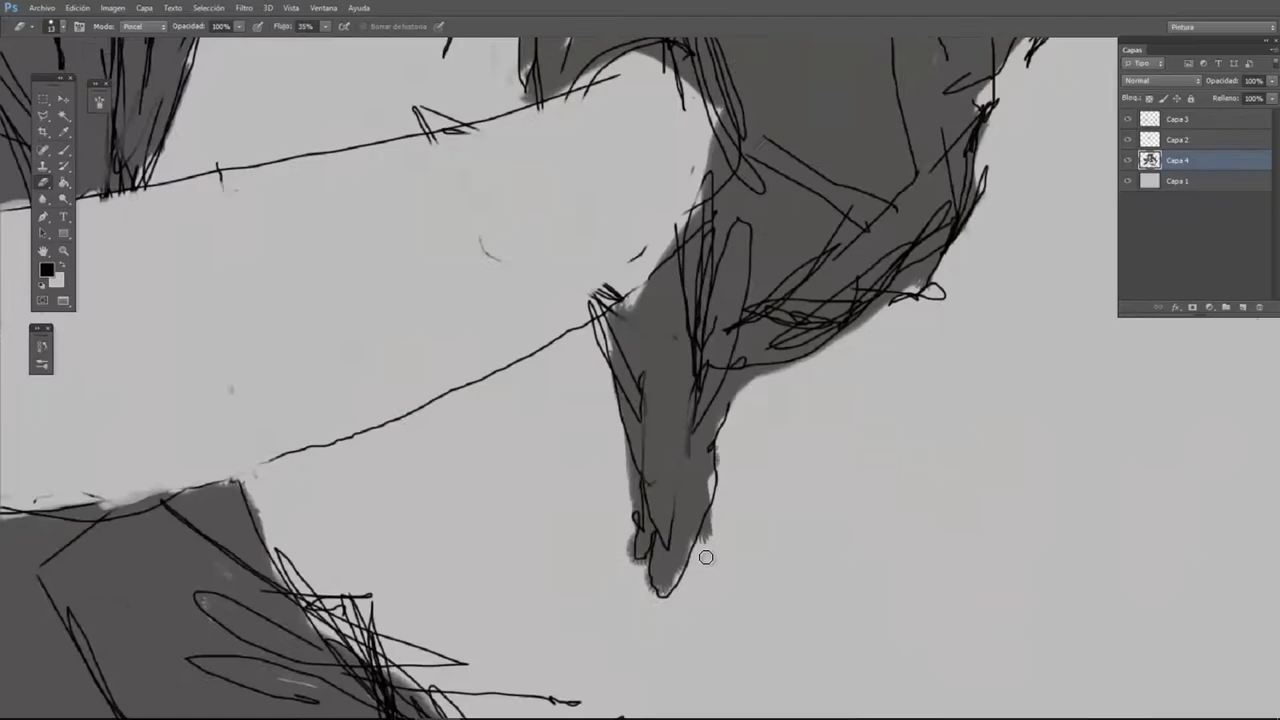 Ps Archivo Edición Imagen Capa Texto Selección Filtro 3D Vista Ventana Ayuda
13 Modo: Pincel Opacidad: 100% Flujo: 35% Borrar de historia Pintura
Capas
Tipo
Normal Opacidad: 100%
Bloq.: Relleno: 100%
Capa 3
Capa 2
Capa 4
Capa 1